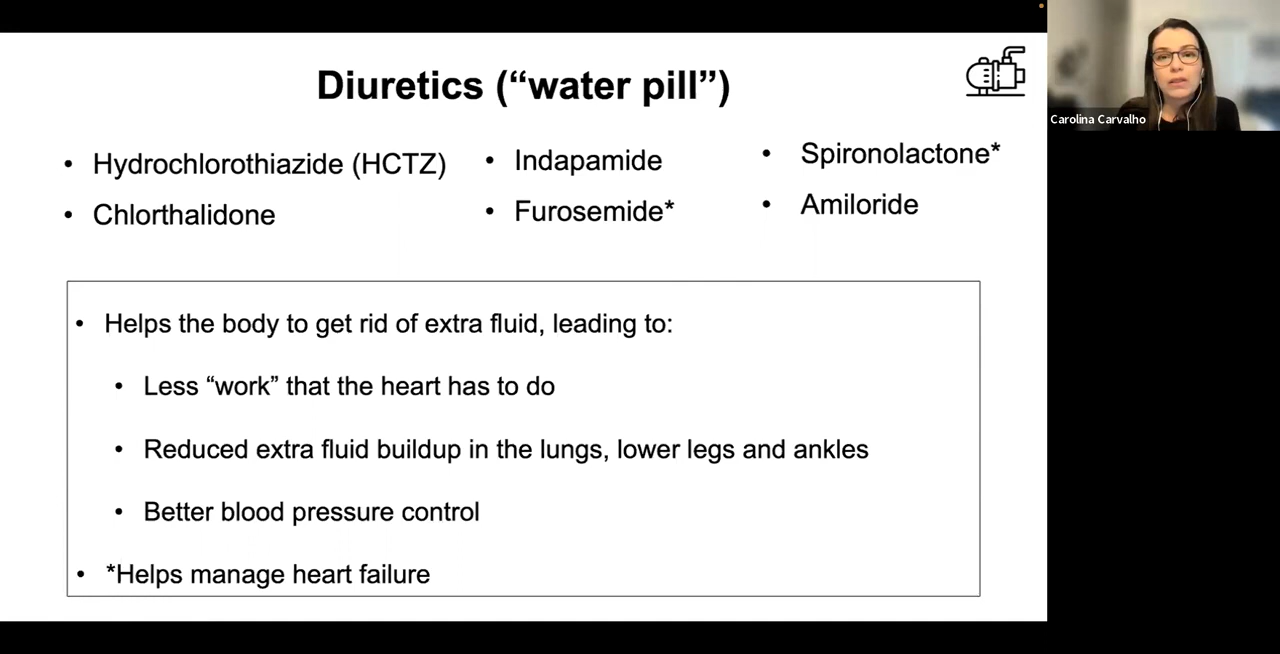 Diuretics (“water pill”)
• Hydrochlorothiazide (HCTZ)
• Chlorthalidone
• Indapamide
• Furosemide*
• Spironolactone*
• Amiloride
• Helps the body to get rid of extra fluid, leading to:
• Less “work” that the heart has to do
• Reduced extra fluid buildup in the lungs, lower legs and ankles
• Better blood pressure control
• *Helps manage heart failure
Carolina Carvalho